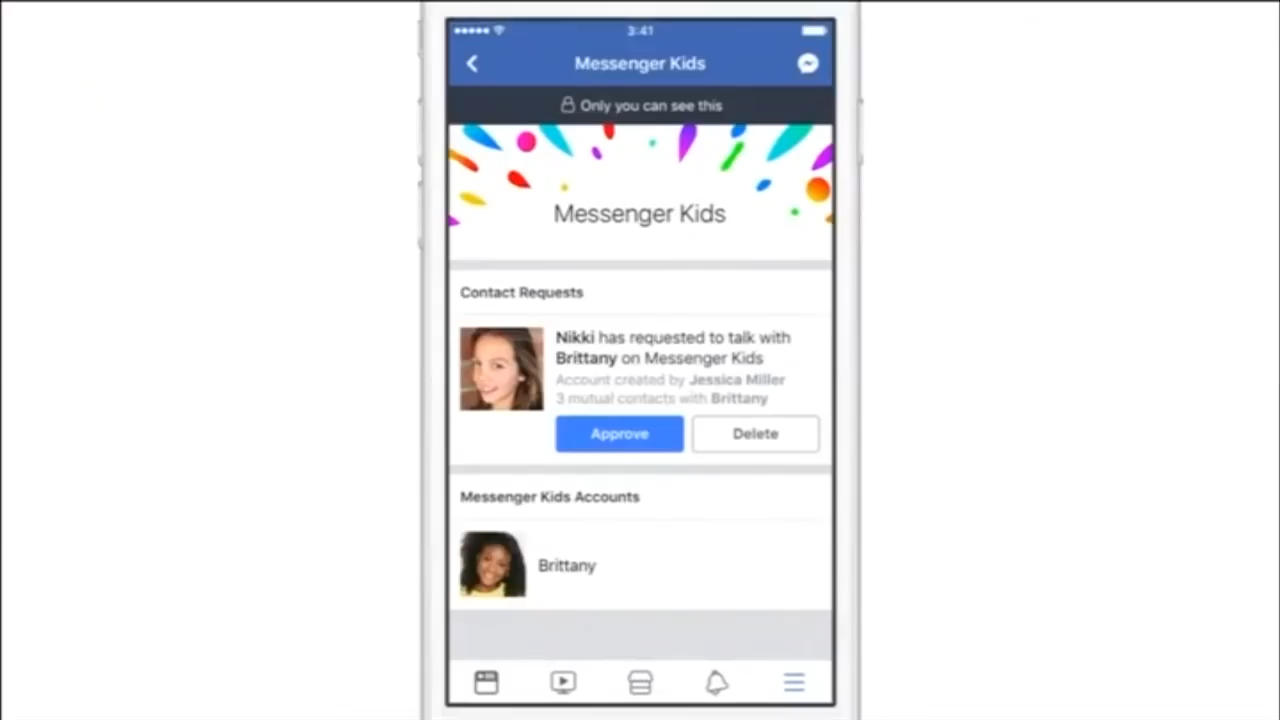 3:41
Messenger Kids
Only you can see this
Messenger Kids
Contact Requests
Nikki has requested to talk with
Brittany on Messenger Kids
Account created by Jessica Miller
3 mutual contacts with Brittany
Approve
Delete
Messenger Kids Accounts
Brittany